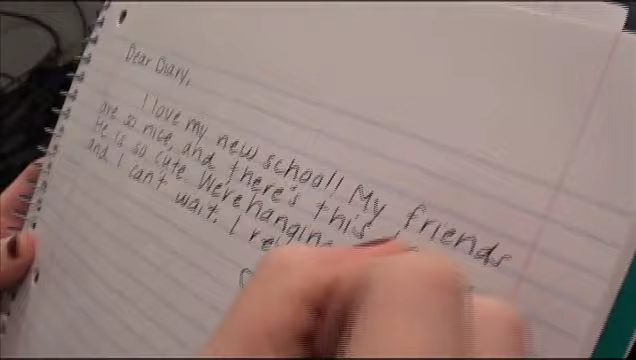 Dear Diary,
I love my new school! My friends
are so nice, and there's this
He is so cute. We're hanging
and I can't wait. I